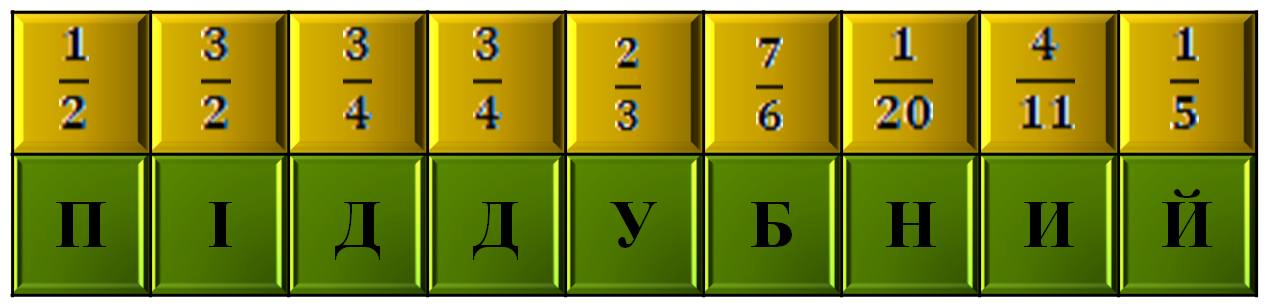 1/2 3/2 3/4 3/4 2/3 7/6 1/20 4/11 1/5
П І Д Д У Б Н И Й